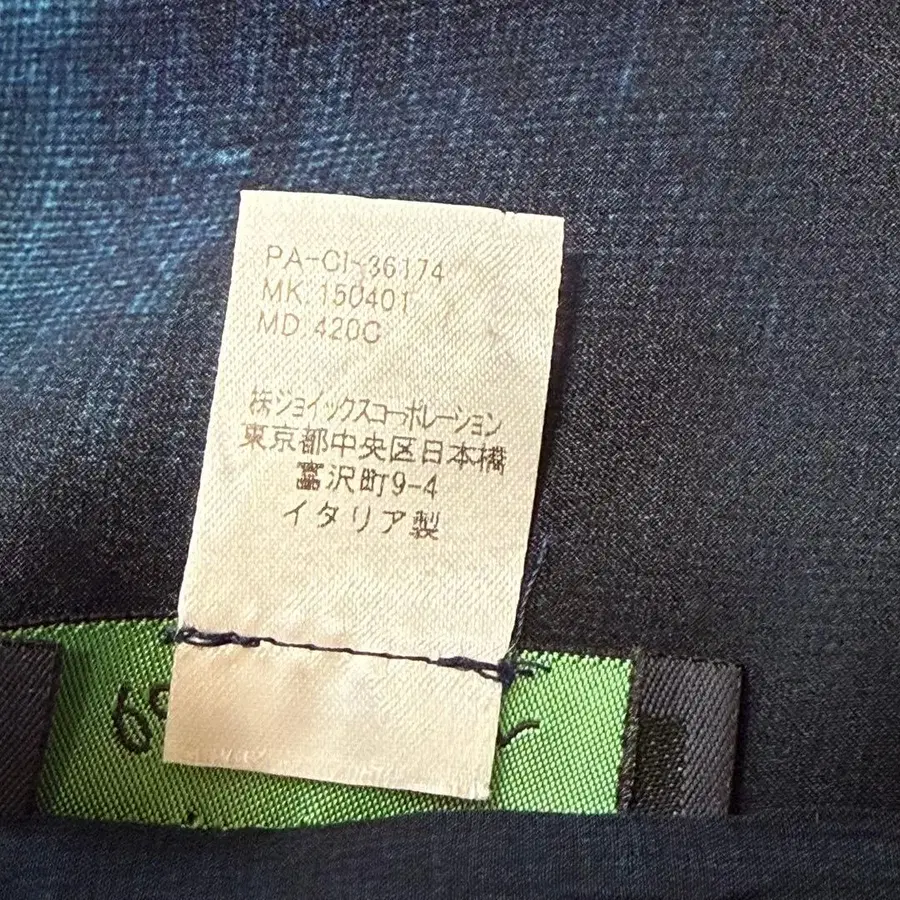 PA-CI-36174
MK 150401
MD 420C
株ジョイックスコーポレーション
東京都中央区日本橋
富沢町9-4
イタリア製